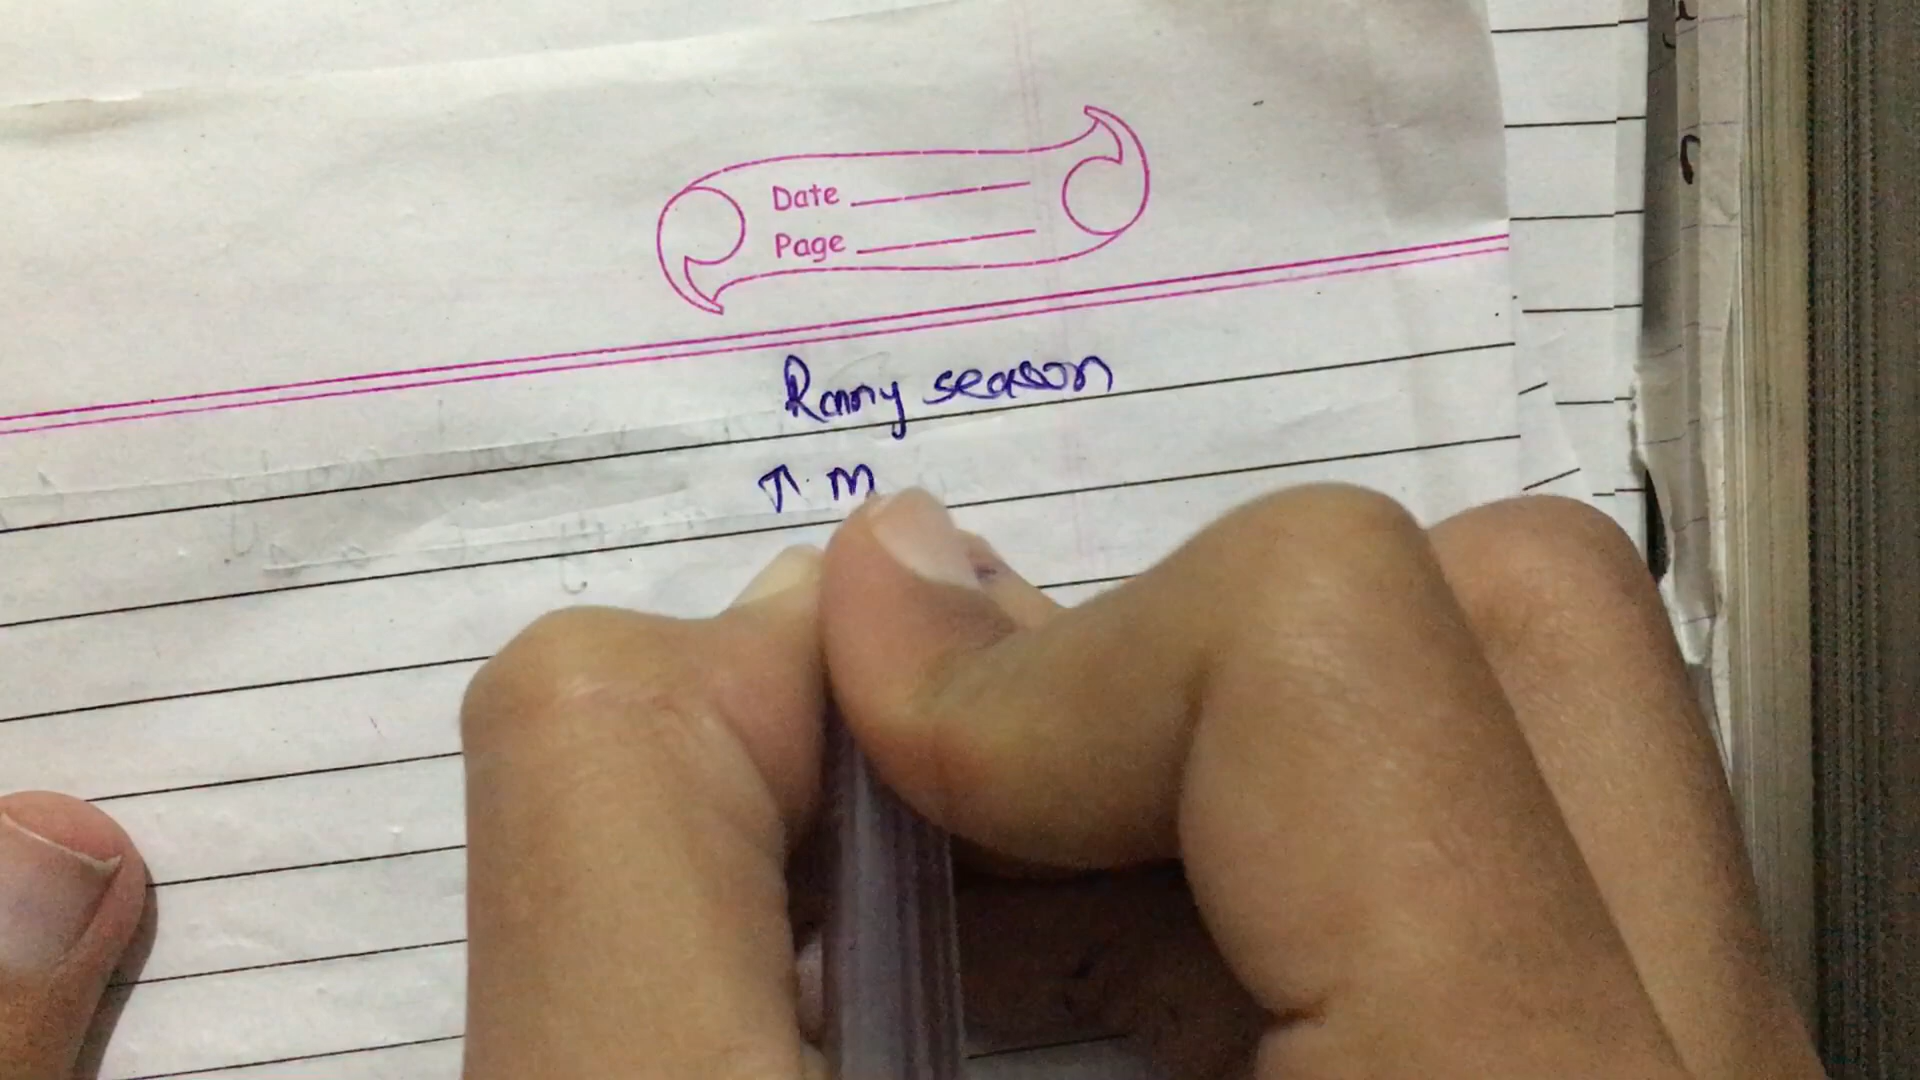 Date
Page
Rainy season
↑ m